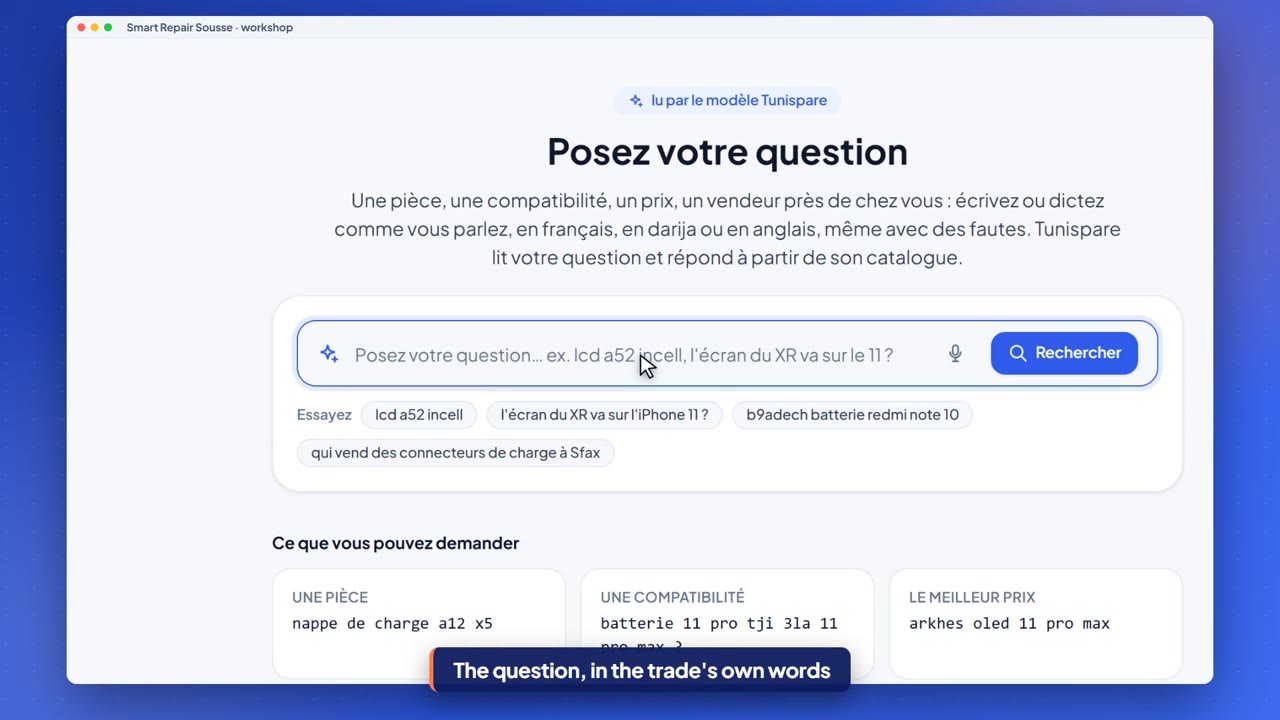 Smart Repair Sousse · workshop
lu par le modèle Tunispare
Posez votre question
Une pièce, une compatibilité, un prix, un vendeur près de chez vous : écrivez ou dictez
comme vous parlez, en français, en darija ou en anglais, même avec des fautes. Tunispare
lit votre question et répond à partir de son catalogue.
Posez votre question... ex. lcd a52 incell, l'écran du XR va sur le 11 ?
Rechercher
Essayez
lcd a52 incell
l'écran du XR va sur l'iPhone 11 ?
b9adech batterie redmi note 10
qui vend des connecteurs de charge à Sfax
Ce que vous pouvez demander
UNE PIÈCE
nappe de charge a12 x5
UNE COMPATIBILITÉ
batterie 11 pro tji 3la 11
pro max ?
LE MEILLEUR PRIX
arkhes oled 11 pro max
The question, in the trade's own words